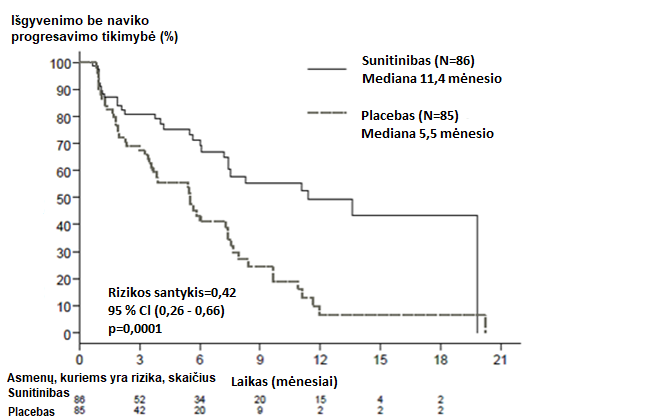 Išgyvenimo be naviko
progresavimo tikimybė (%)
Sunitinibas (N=86)
Mediana 11,4 mėnesio
Placebas (N=85)
Mediana 5,5 mėnesio
100
90
80
70
60
50
40
30
20
10
0
Rizikos santykis=0,42
95 % Cl (0,26 - 0,66)
p=0,0001
0 3 6 9 12 15 18 21
Asmenų, kuriems yra rizika, skaičius Laikas (mėnesiai)
Sunitinibas 86 52 34 20 15 4 2
Placebas 85 42 20 9 2 2 2